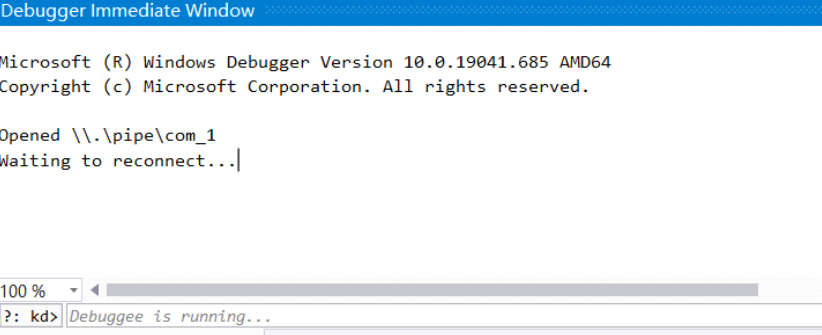 Debugger Immediate Window
Microsoft (R) Windows Debugger Version 10.0.19041.685 AMD64
Copyright (c) Microsoft Corporation. All rights reserved.
Opened \\.\pipe\com_1
Waiting to reconnect...
100 %
?: kd> Debuggee is running...